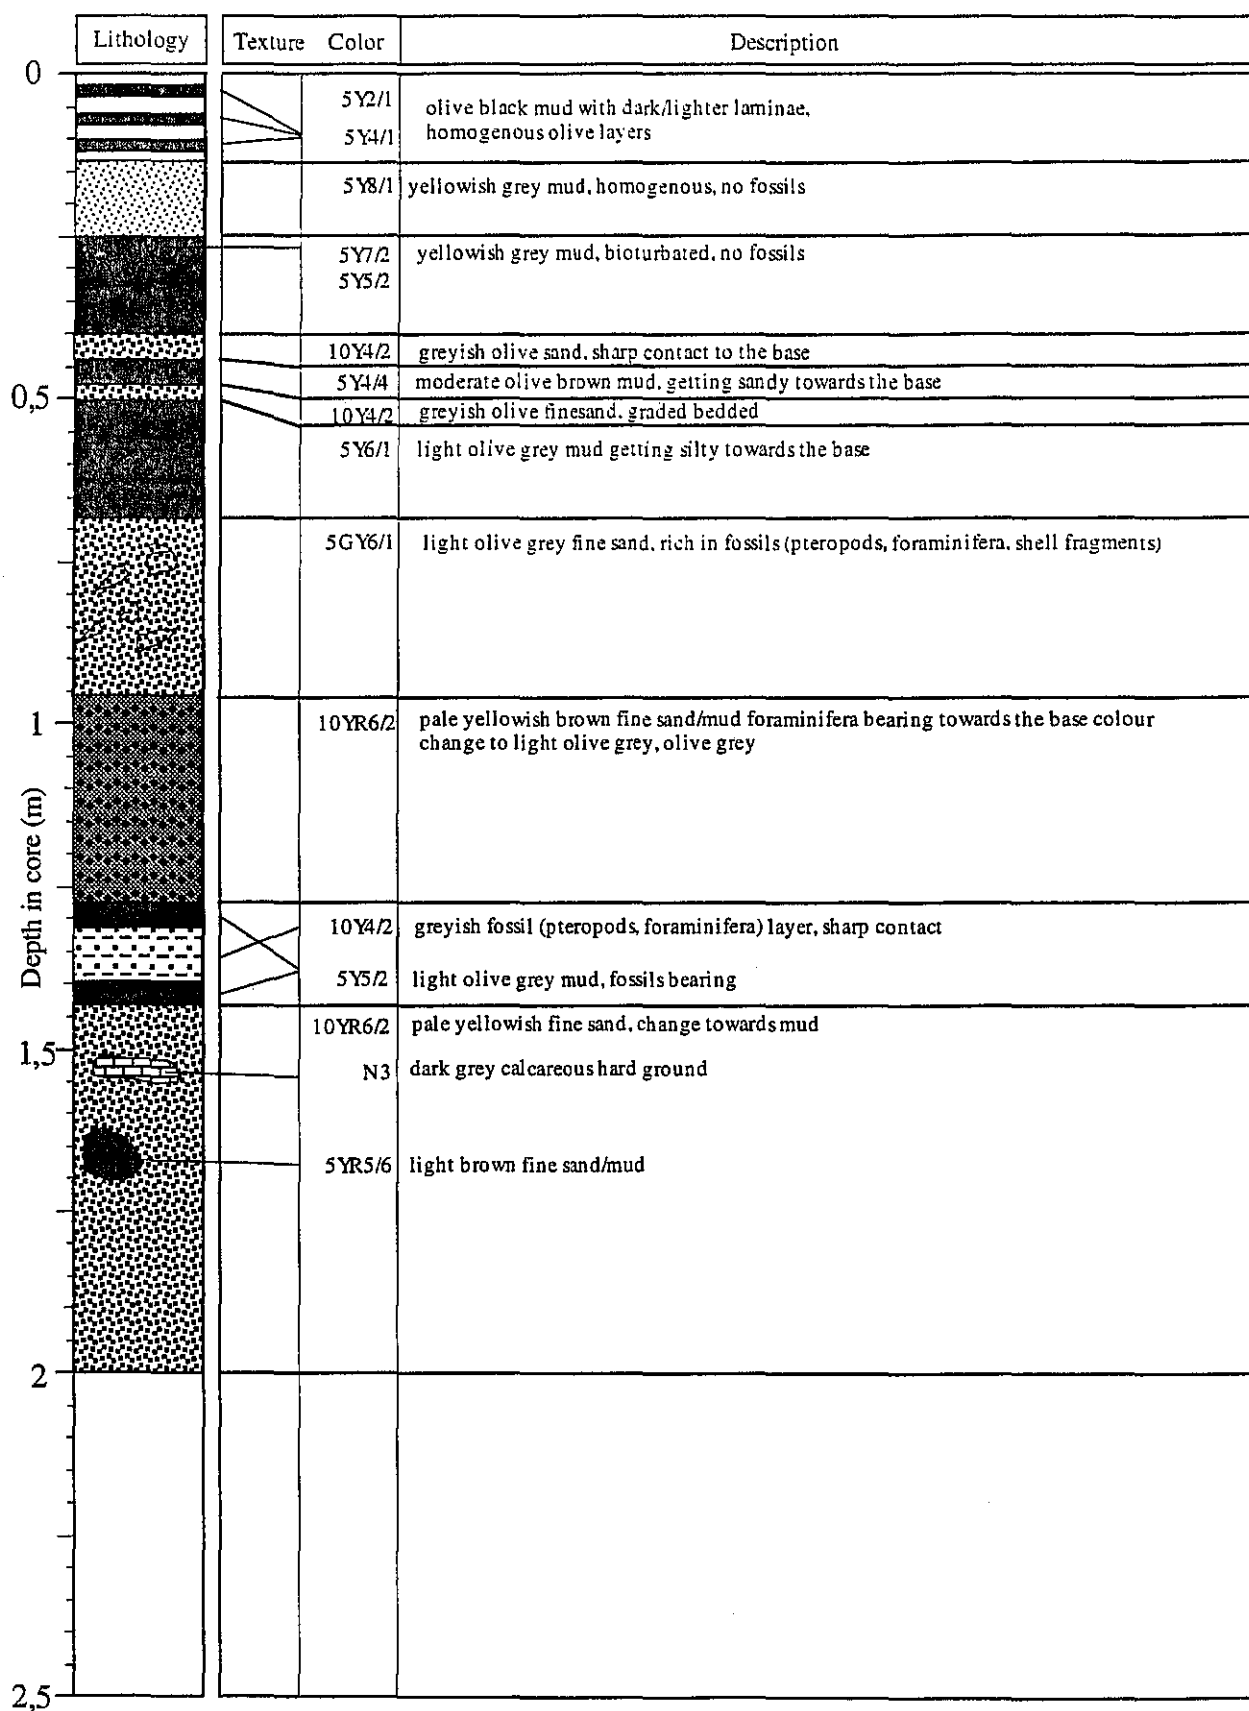 Lithology Texture Color Description
0
5Y2/1 olive black mud with dark/lighter laminae,
5Y4/1 homogenous olive layers
5Y8/1 yellowish grey mud, homogenous, no fossils
5Y7/2 yellowish grey mud, bioturbated, no fossils
5Y5/2
10Y4/2 greyish olive sand, sharp contact to the base
5Y4/4 moderate olive brown mud, getting sandy towards the base
0,5
10Y4/2 greyish olive finesand, graded bedded
5Y6/1 light olive grey mud getting silty towards the base
5GY6/1 light olive grey fine sand, rich in fossils (pteropods, foraminifera, shell fragments)
1
10YR6/2 pale yellowish brown fine sand/mud foraminifera bearing towards the base colour
change to light olive grey, olive grey
Depth in core (m)
10Y4/2 greyish fossil (pteropods, foraminifera) layer, sharp contact
5Y5/2 light olive grey mud, fossils bearing
10YR6/2 pale yellowish fine sand, change towards mud
1,5
N3 dark grey calcareous hard ground
5YR5/6 light brown fine sand/mud
2
2,5